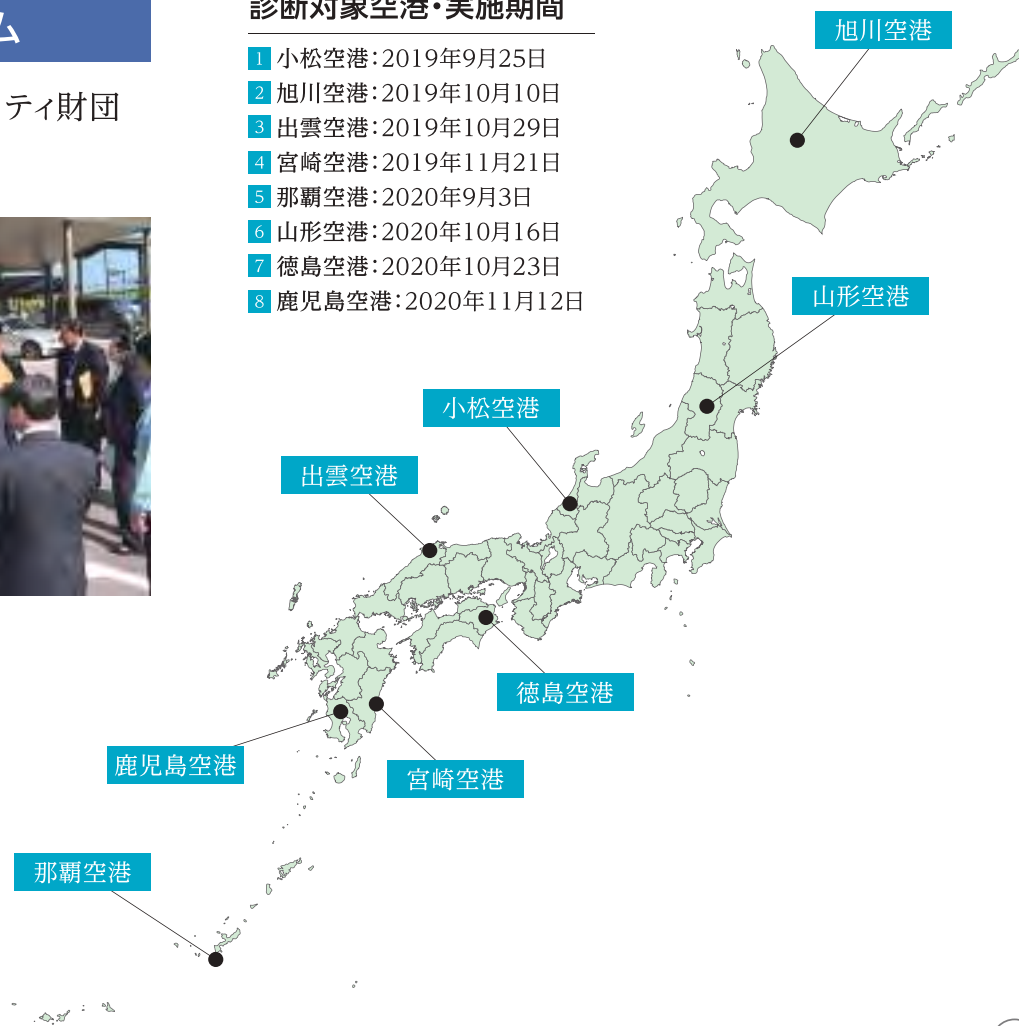 ム
ティ財団
診断対象空港・実施期間
1 小松空港：2019年9月25日
2 旭川空港：2019年10月10日
3 出雲空港：2019年10月29日
4 宮崎空港：2019年11月21日
5 那覇空港：2020年9月3日
6 山形空港：2020年10月16日
7 徳島空港：2020年10月23日
8 鹿児島空港：2020年11月12日
旭川空港
山形空港
小松空港
出雲空港
徳島空港
鹿児島空港
宮崎空港
那覇空港